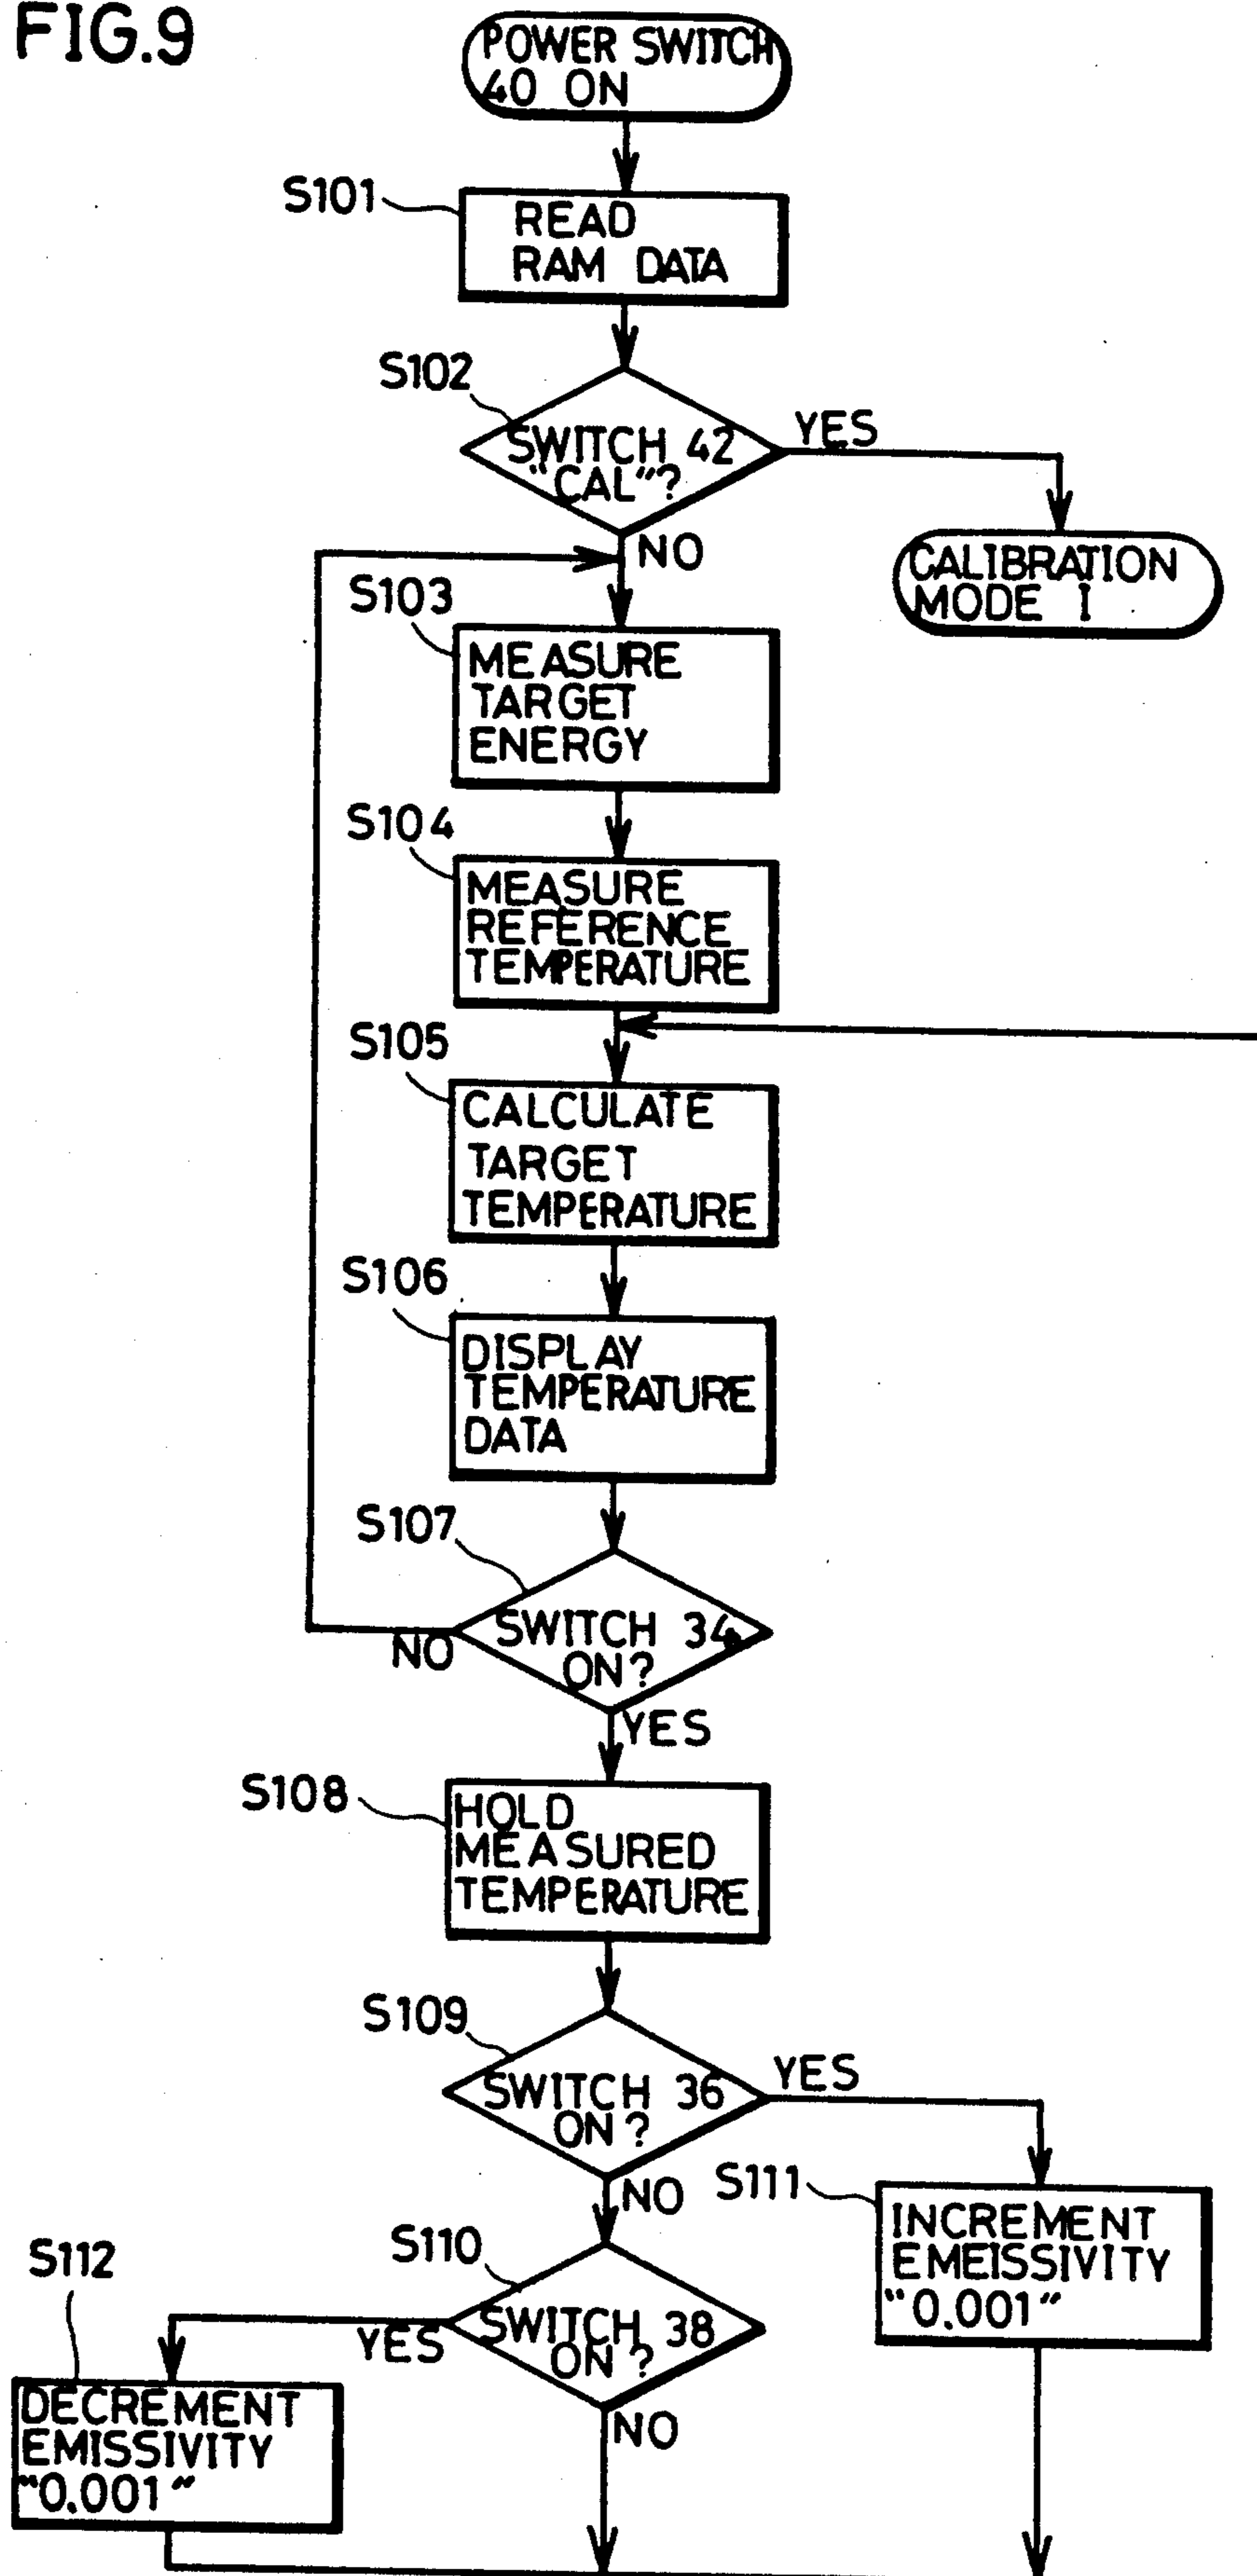 FIG.9
POWER SWITCH
40 ON
S101
READ
RAM DATA
S102
SWITCH 42
"CAL"?
YES
NO
CALIBRATION
MODE I
S103
MEASURE
TARGET
ENERGY
S104
MEASURE
REFERENCE
TEMPERATURE
S105
CALCULATE
TARGET
TEMPERATURE
S106
DISPLAY
TEMPERATURE
DATA
S107
SWITCH 34
ON?
NO
YES
S108
HOLD
MEASURED
TEMPERATURE
S109
SWITCH 36
ON?
YES
NO
S111
INCREMENT
EMEISSIVITY
"0.001"
S110
SWITCH 38
ON?
YES
NO
S112
DECREMENT
EMISSIVITY
"0.001"